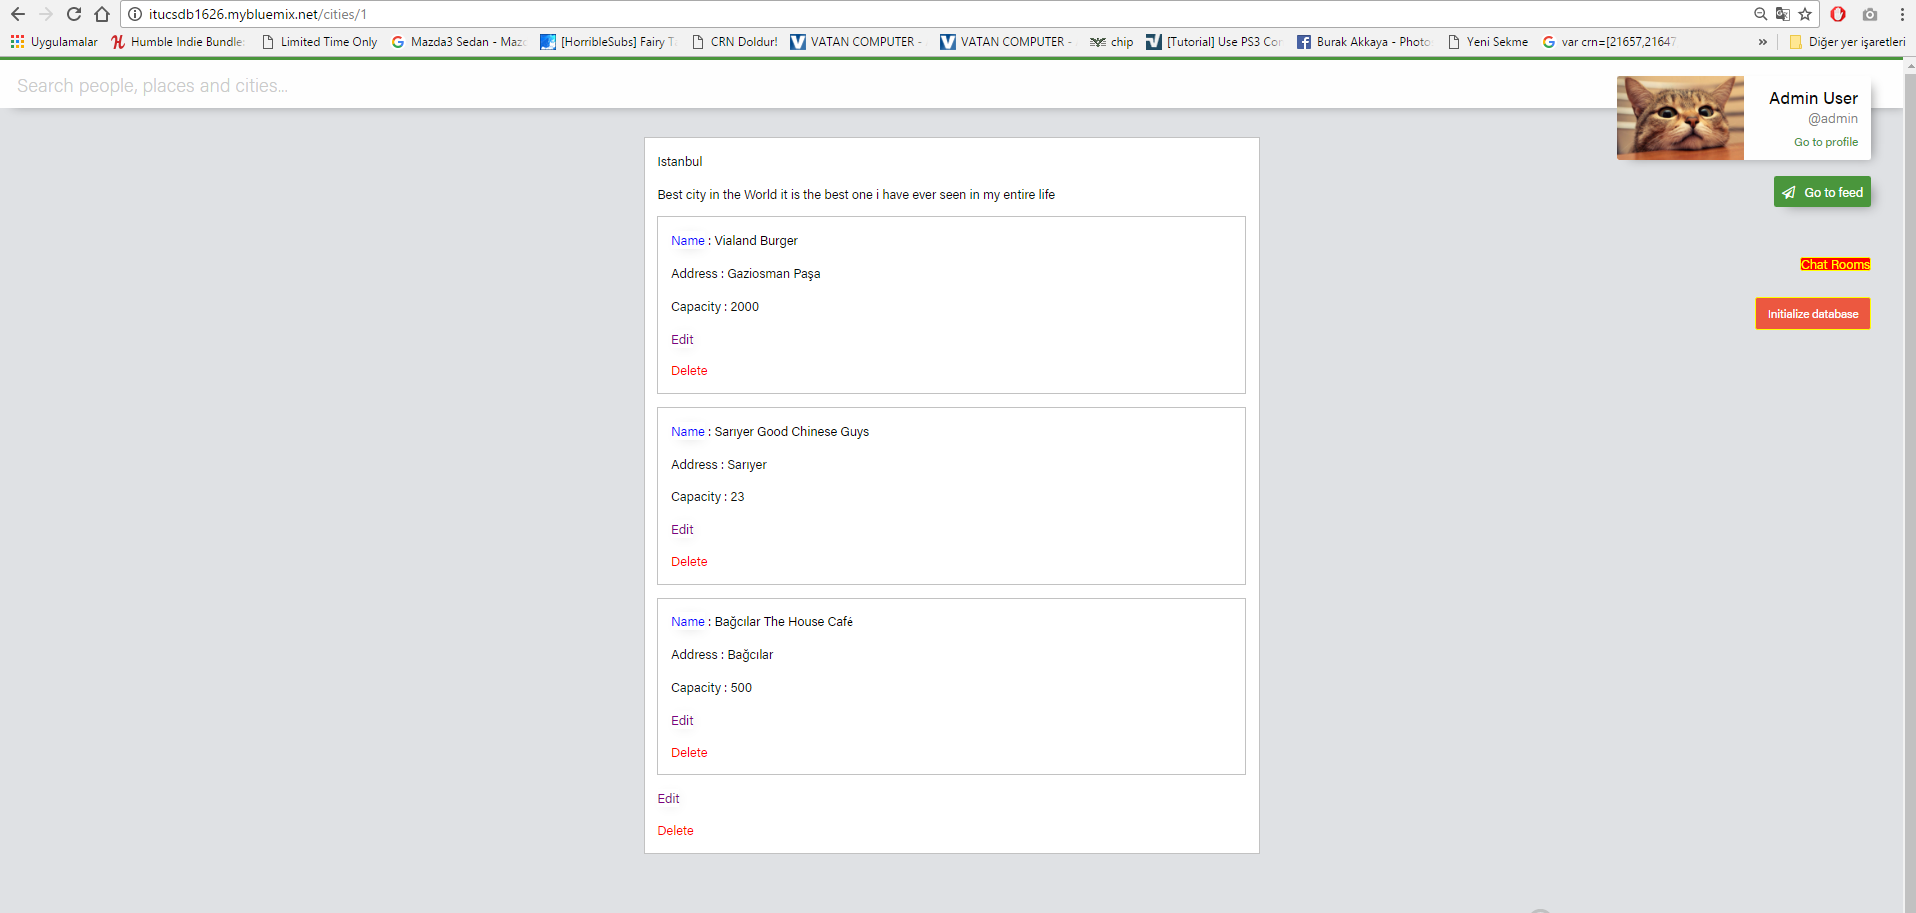 itucsdb1626.mybluemix.net/cities/1
Uygulamalar Humble Indie Bundle: Limited Time Only Mazda3 Sedan - Maz [HorribleSubs] Fairy T CRN Doldur! VATAN COMPUTER - VATAN COMPUTER - chip [Tutorial] Use PS3 Con Burak Akkaya - Photo Yeni Sekme var crn=[21657,21647 » Diğer yer işaretleri
Search people, places and cities...
Admin User
@admin
Go to profile
Go to feed
Chat Rooms
Initialize database
Istanbul
Best city in the World it is the best one i have ever seen in my entire life
Name : Vialand Burger
Address : Gaziosman Paşa
Capacity : 2000
Edit
Delete
Name : Sarıyer Good Chinese Guys
Address : Sarıyer
Capacity : 23
Edit
Delete
Name : Bağcılar The House Café
Address : Bağcılar
Capacity : 500
Edit
Delete
Edit
Delete